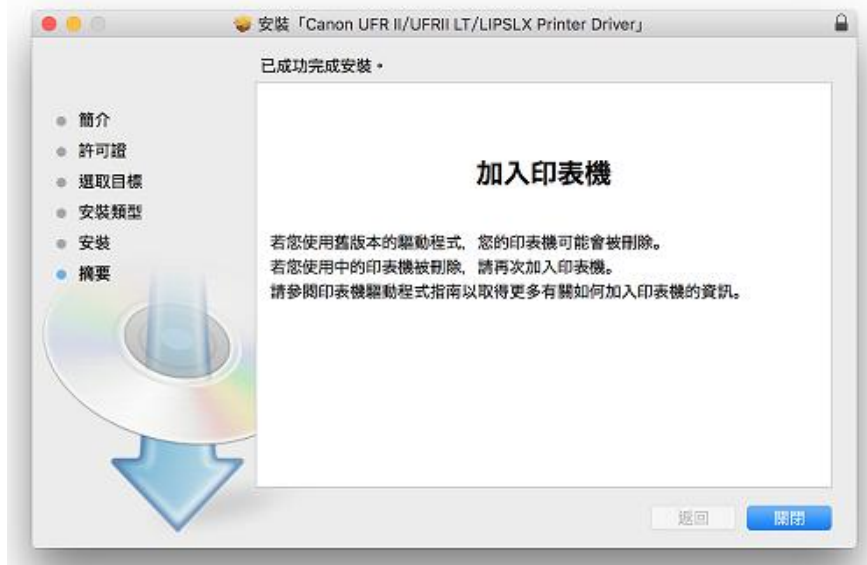 安裝「Canon UFR II/UFRII LT/LIPSLX Printer Driver」
已成功完成安裝。
簡介
許可證
選取目標
安裝類型
安裝
摘要
加入印表機
若您使用舊版本的驅動程式，您的印表機可能會被刪除。
若您使用中的印表機被刪除，請再次加入印表機。
請參閱印表機驅動程式指南以取得更多有關如何加入印表機的資訊。
返回
關閉